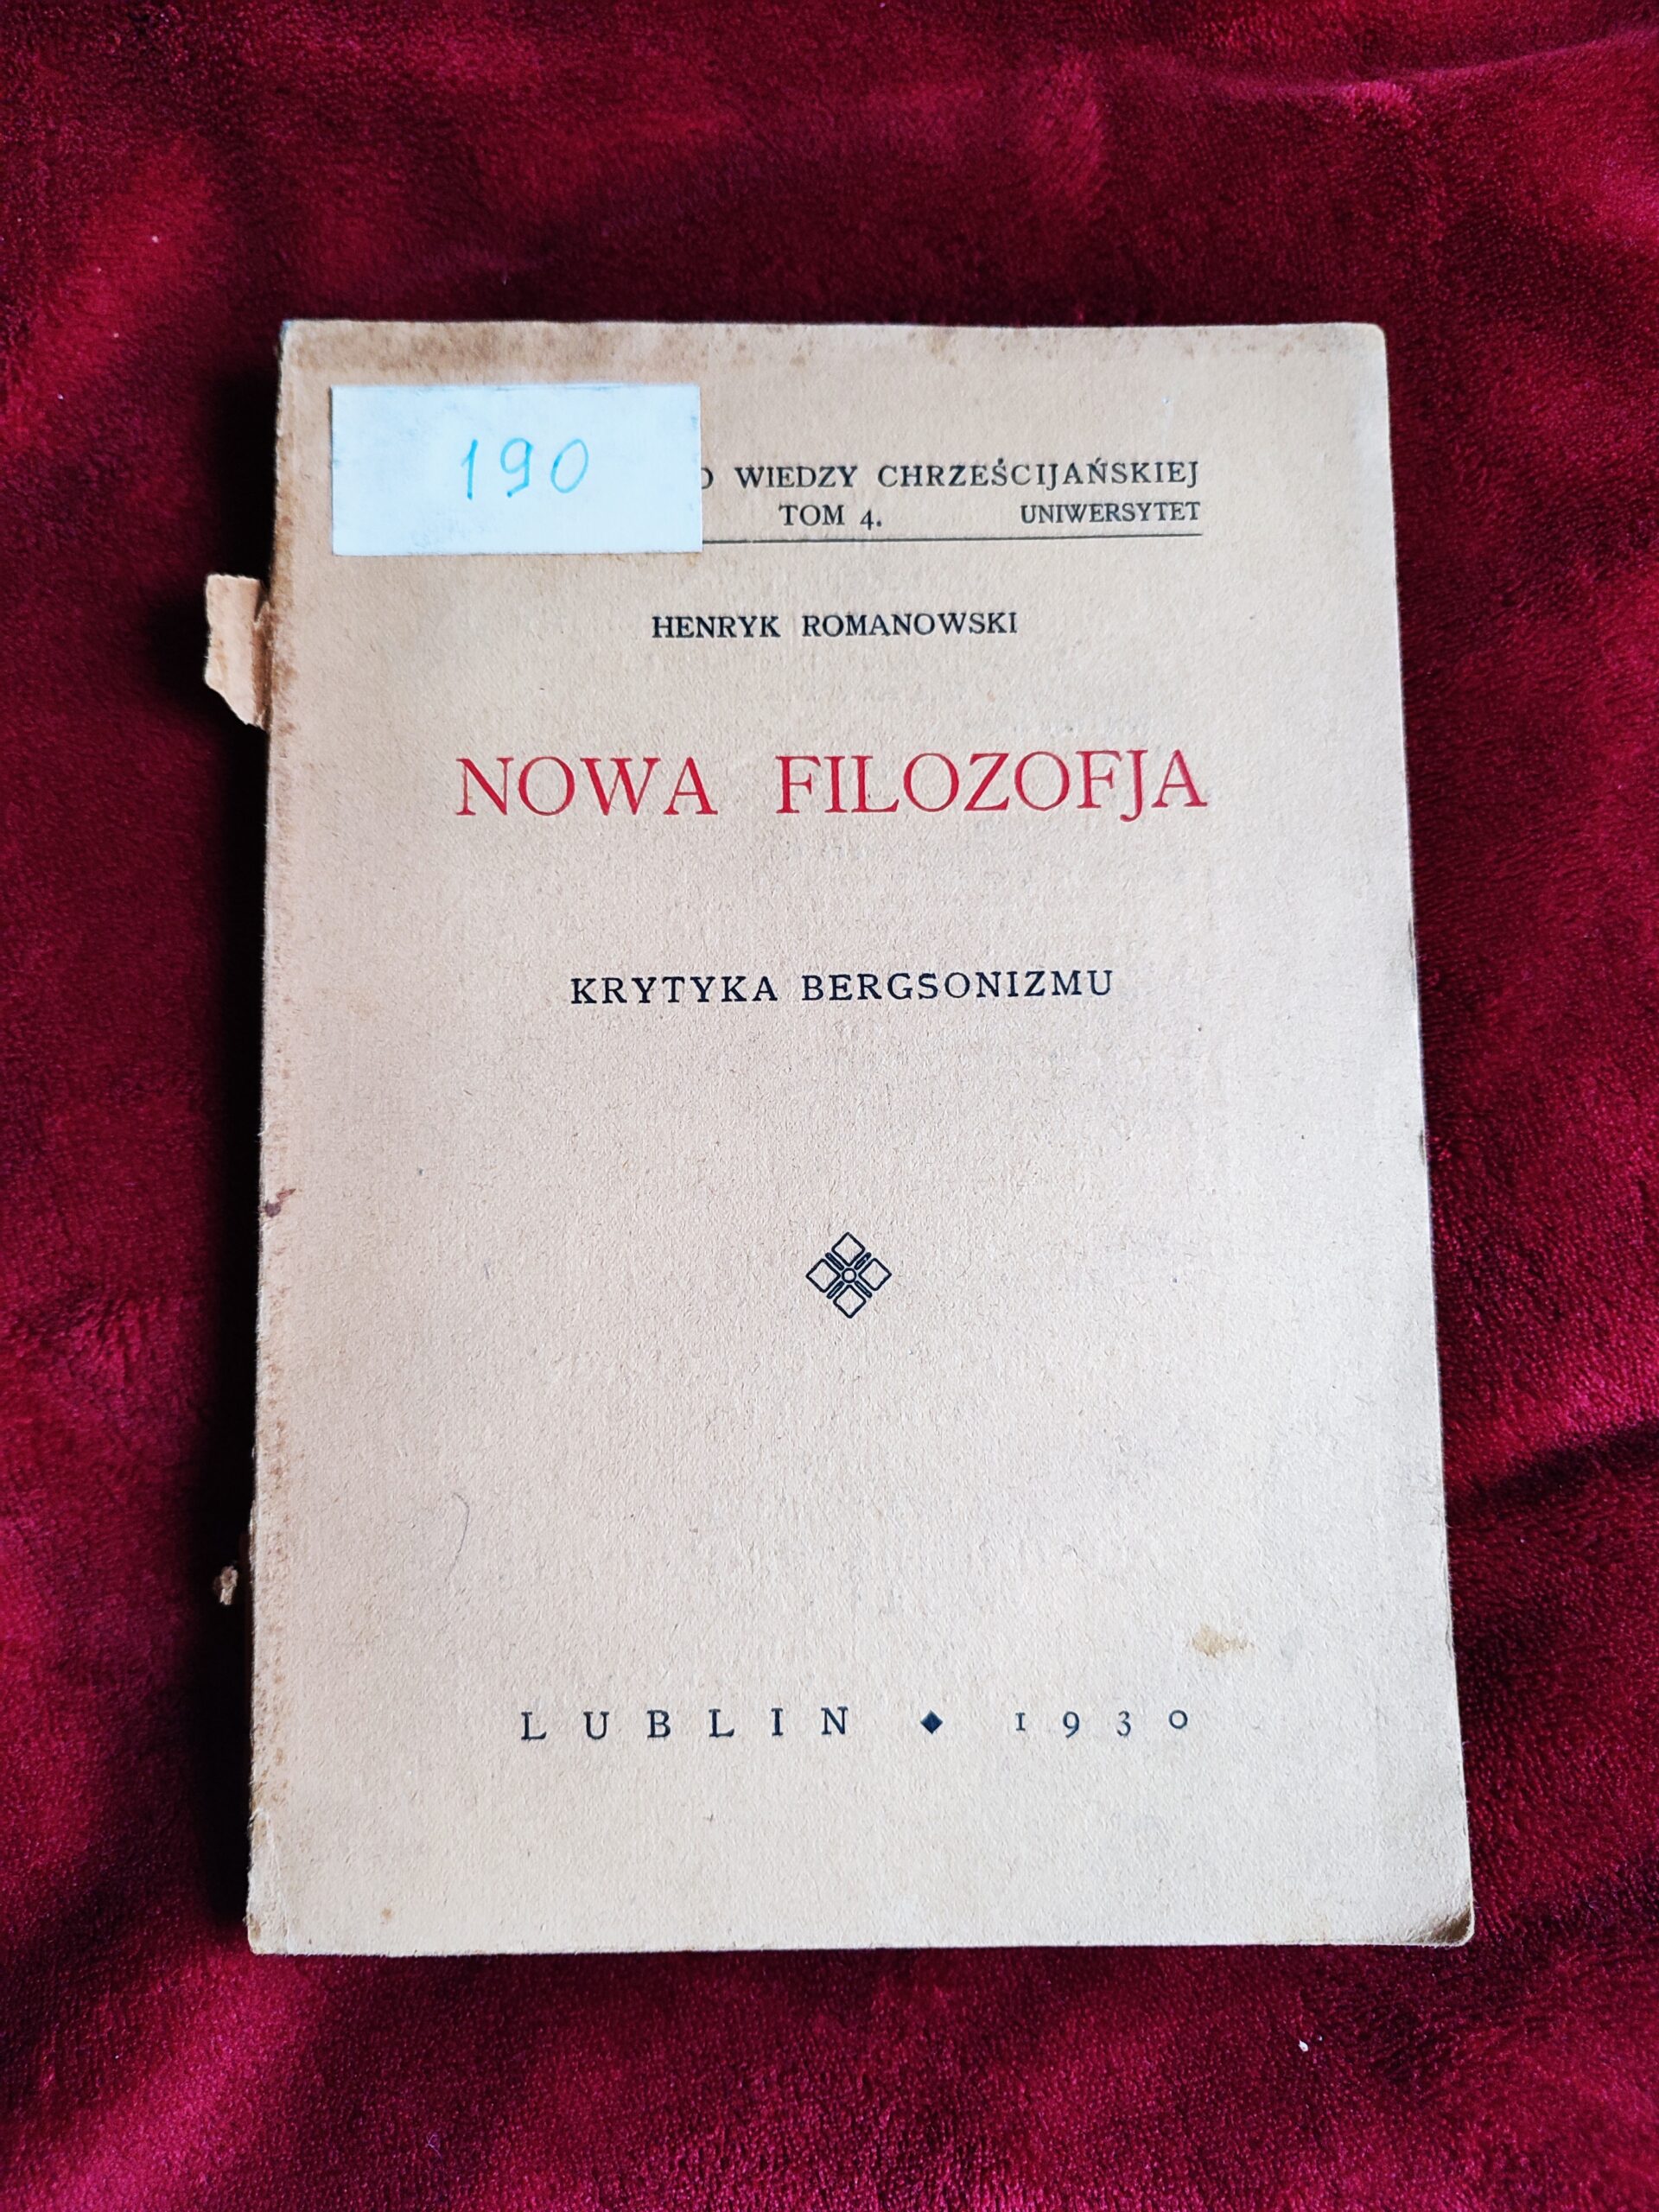 190
WIEDZY CHRZEŚCIJAŃSKIEJ
TOM 4. UNIWERSYTET
HENRYK ROMANOWSKI
NOWA FILOZOFJA
KRYTYKA BERGSONIZMU
LUBLIN ◆ 1930